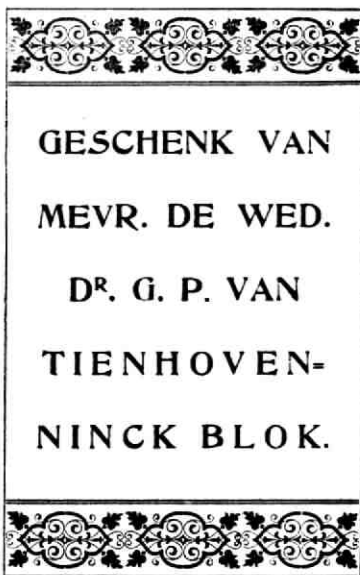 GESCHENK VAN
MEVR. DE WED.
DR. G. P. VAN
TIENHOVEN=
NINCK BLOK.